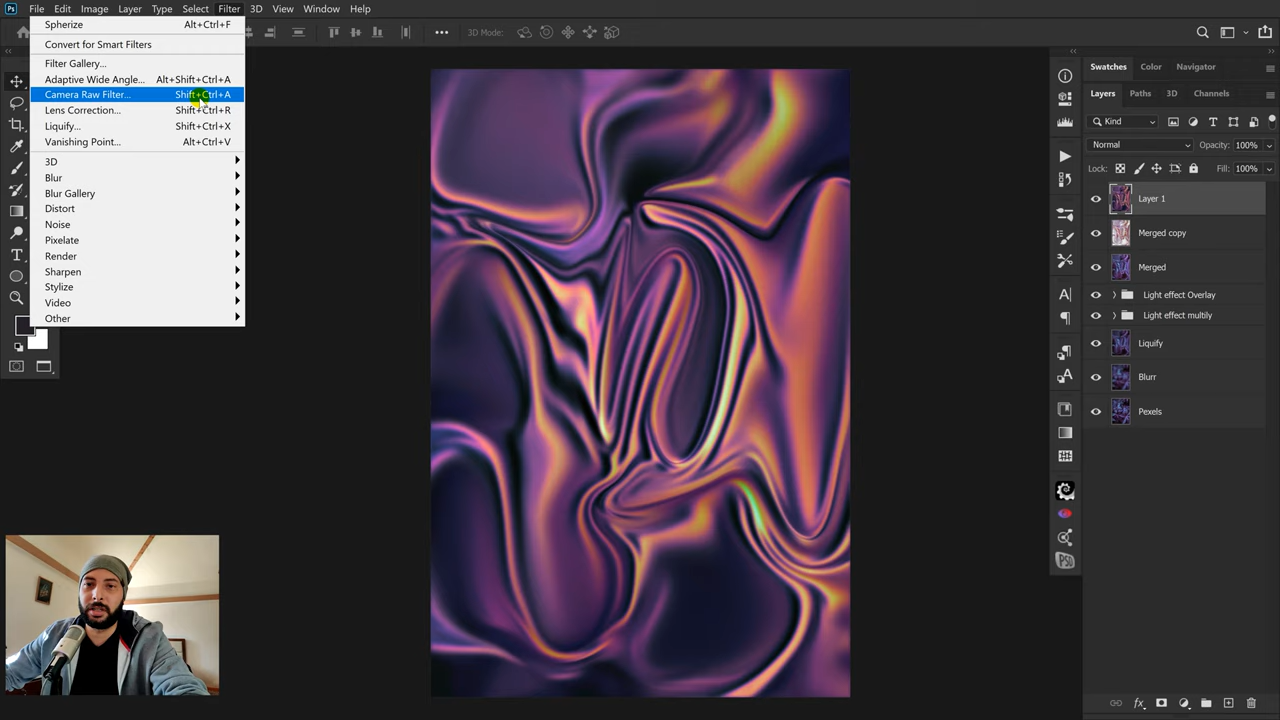 Ps File Edit Image Layer Type Select Filter 3D View Window Help
Spherize Alt+Ctrl+F
Convert for Smart Filters
Filter Gallery...
Adaptive Wide Angle... Alt+Shift+Ctrl+A
Camera Raw Filter... Shift+Ctrl+A
Lens Correction... Shift+Ctrl+R
Liquify... Shift+Ctrl+X
Vanishing Point... Alt+Ctrl+V
3D
Blur
Blur Gallery
Distort
Noise
Pixelate
Render
Sharpen
Stylize
Video
Other
3D Mode:
Swatches Color Navigator
Layers Paths 3D Channels
Kind
Normal Opacity: 100%
Lock: Fill: 100%
Layer 1
Merged copy
Merged
Light effect Overlay
Light effect multily
Liquify
Blurr
Pexels